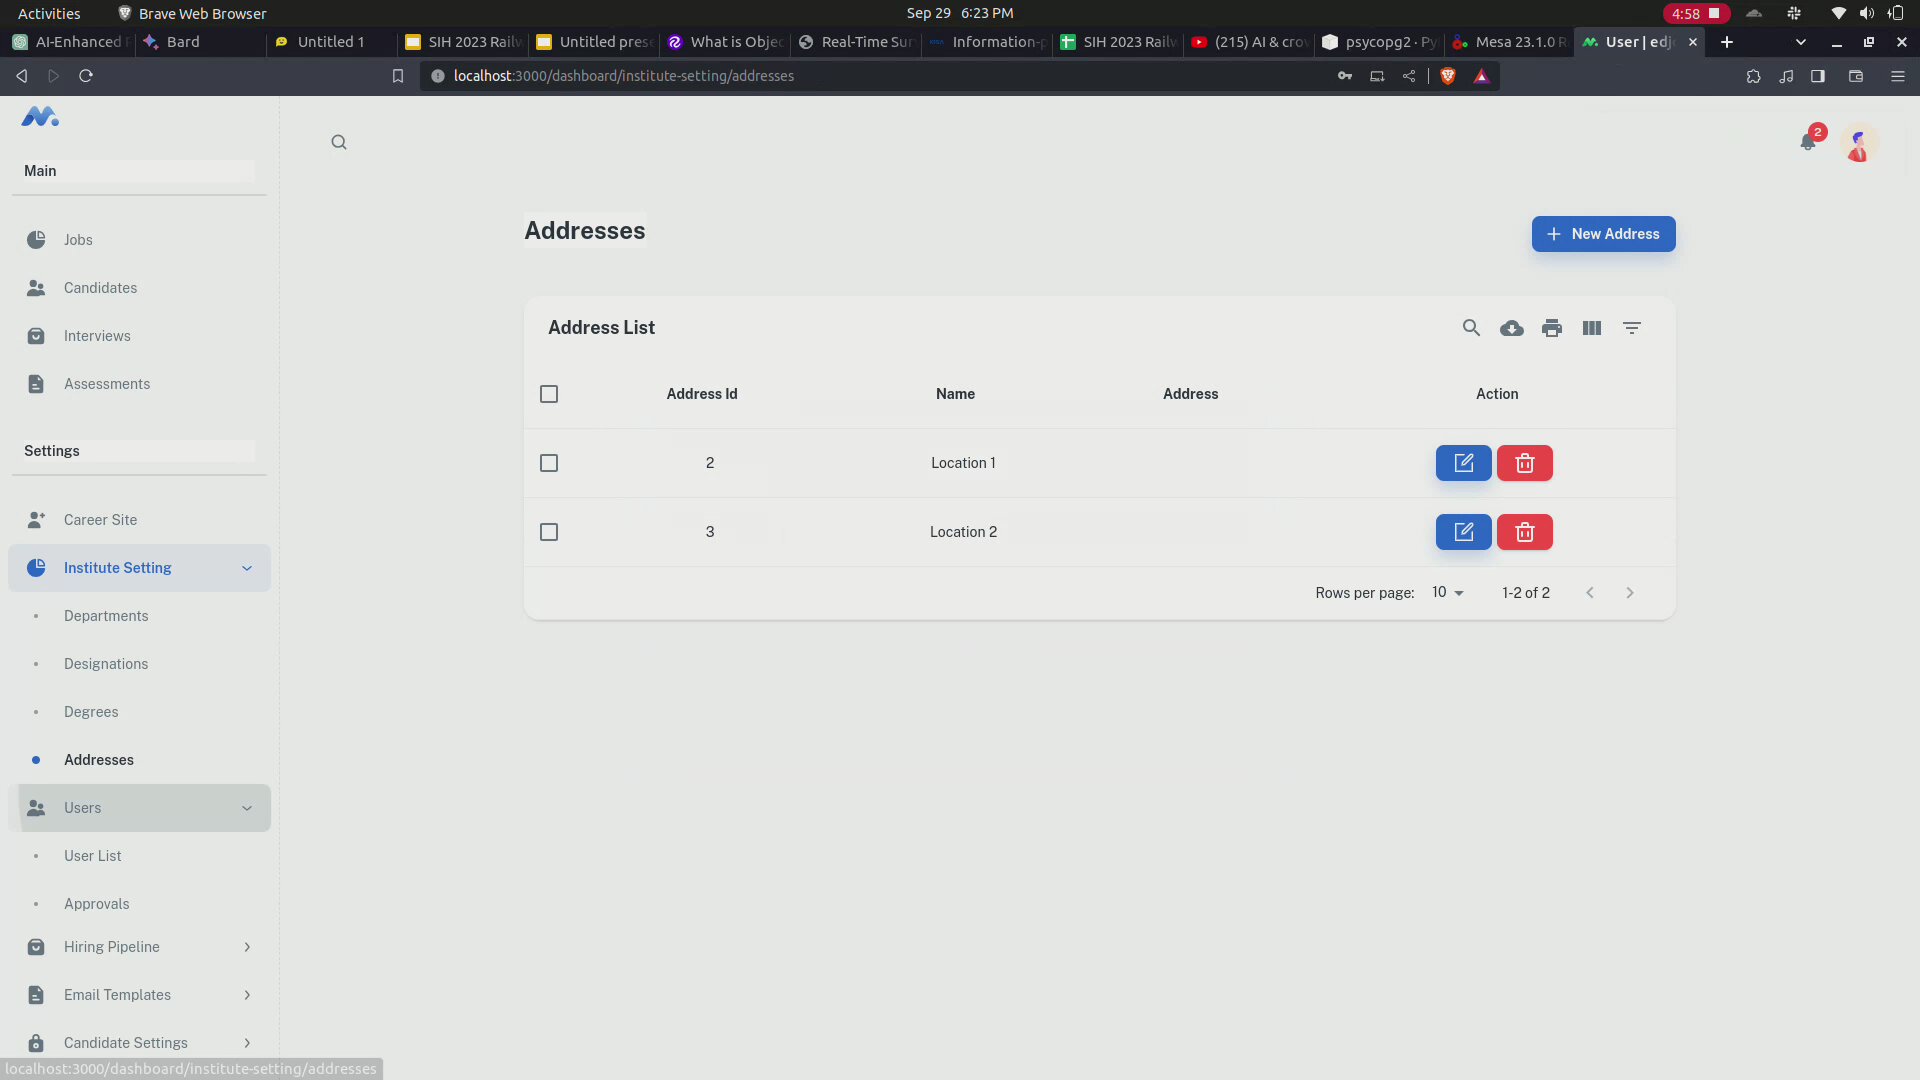 Activities
Brave Web Browser
Sep 29 6:23 PM
4:58
AI-Enhanced
Bard
Untitled 1
SIH 2023 Railw
Untitled prese
What is Objec
Real-Time Sur
Information-p
SIH 2023 Railw
(215) AI & crow
psycopg2 · Py
Mesa 23.1.0 R
User | edjo
localhost:3000/dashboard/institute-setting/addresses
2
Main
Jobs
Candidates
Interviews
Assessments
Settings
Career Site
Institute Setting
Departments
Designations
Degrees
Addresses
Users
User List
Approvals
Hiring Pipeline
Email Templates
Candidate Settings
Addresses
New Address
Address List
Address Id Name Address Action
2 Location 1
3 Location 2
Rows per page: 10 1-2 of 2
localhost:3000/dashboard/institute-setting/addresses